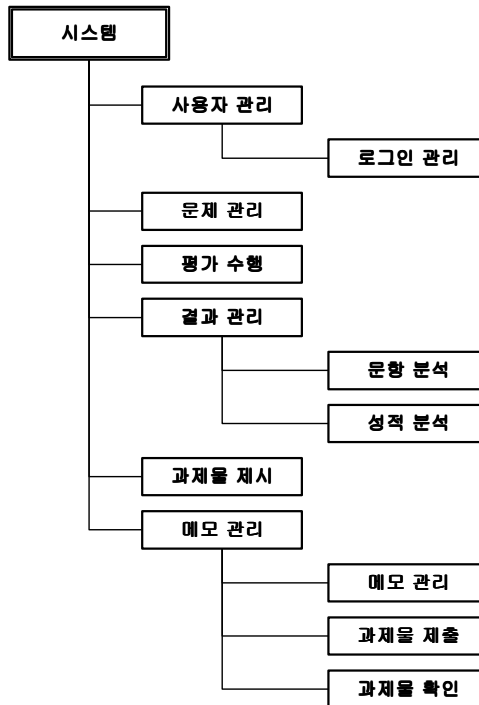 시스템
사용자 관리
로그인 관리
문제 관리
평가 수행
결과 관리
문항 분석
성적 분석
과제물 제시
메모 관리
메모 관리
과제물 제출
과제물 확인